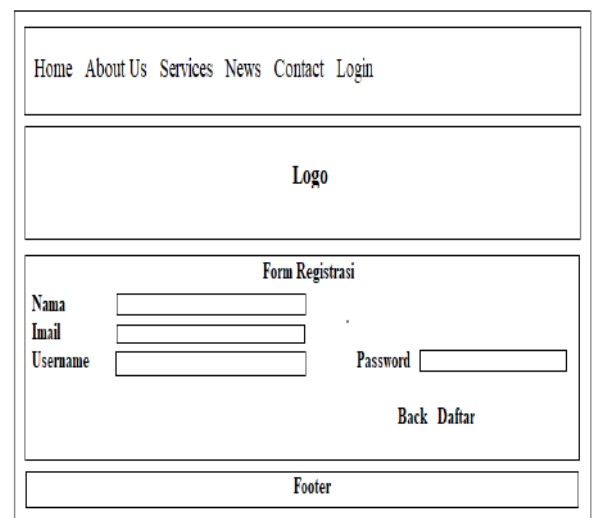 Home About Us Services News Contact Login
Logo
Form Registrasi
Nama
Imail
Username Password
Back Daftar
Footer